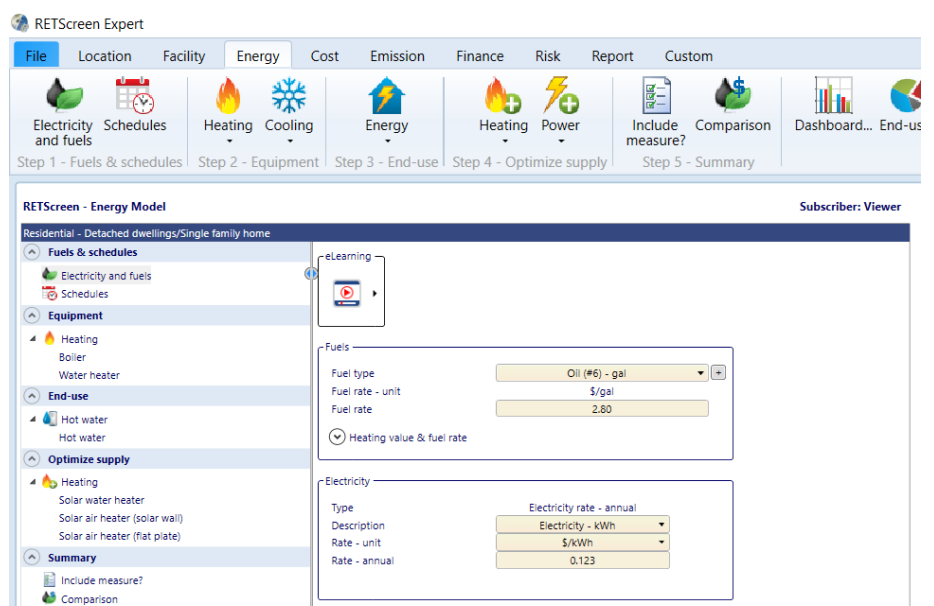 RETScreen Expert
File Location Facility Energy Cost Emission Finance Risk Report Custom
Electricity and fuels Schedules Heating Cooling Energy Heating Power Include measure? Comparison Dashboard... End-us
Step 1 - Fuels & schedules Step 2 - Equipment Step 3 - End-use Step 4 - Optimize supply Step 5 - Summary
RETScreen - Energy Model Subscriber: Viewer
Residential - Detached dwellings/Single family home
Fuels & schedules
Electricity and fuels
Schedules
Equipment
Heating
Boiler
Water heater
End-use
Hot water
Hot water
Optimize supply
Heating
Solar water heater
Solar air heater (solar wall)
Solar air heater (flat plate)
Summary
Include measure?
Comparison
eLearning
Fuels
Fuel type Oil (#6) - gal +
Fuel rate - unit $/gal
Fuel rate 2.80
Heating value & fuel rate
Electricity
Type Electricity rate - annual
Description Electricity - kWh
Rate - unit $/kWh
Rate - annual 0.123